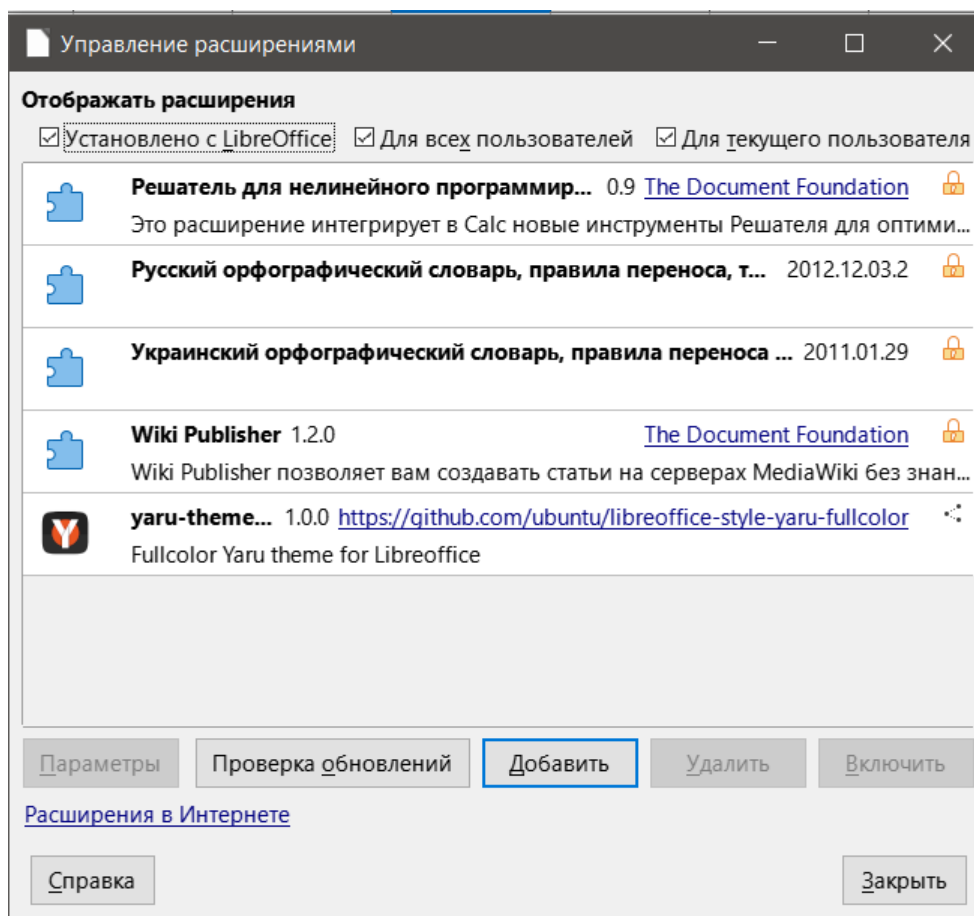 Управление расширениями
Отображать расширения
Установлено с LibreOffice Для всех пользователей Для текущего пользователя
Решатель для нелинейного программир... 0.9 The Document Foundation
Это расширение интегрирует в Calc новые инструменты Решателя для оптими...
Русский орфографический словарь, правила переноса, т... 2012.12.03.2
Украинский орфографический словарь, правила переноса ... 2011.01.29
Wiki Publisher 1.2.0 The Document Foundation
Wiki Publisher позволяет вам создавать статьи на серверах MediaWiki без знан...
yaru-theme... 1.0.0 https://github.com/ubuntu/libreoffice-style-yaru-fullcolor
Fullcolor Yaru theme for Libreoffice
Параметры Проверка обновлений Добавить Удалить Включить
Расширения в Интернете
Справка Закрыть